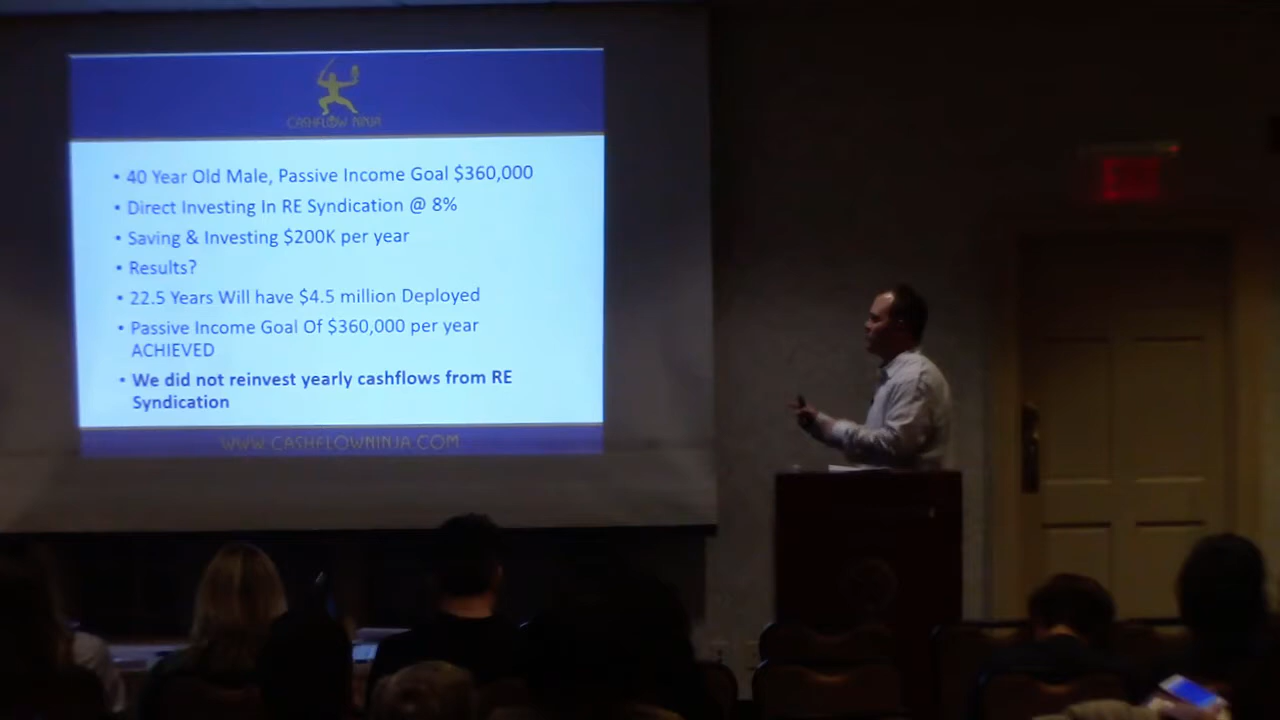 CASHFLOW NINJA
• 40 Year Old Male, Passive Income Goal $360,000
• Direct Investing In RE Syndication @ 8%
• Saving & Investing $200K per year
• Results?
• 22.5 Years Will have $4.5 million Deployed
• Passive Income Goal Of $360,000 per year
ACHIEVED
• We did not reinvest yearly cashflows from RE
Syndication
WWW.CASHFLOWNINJA.COM